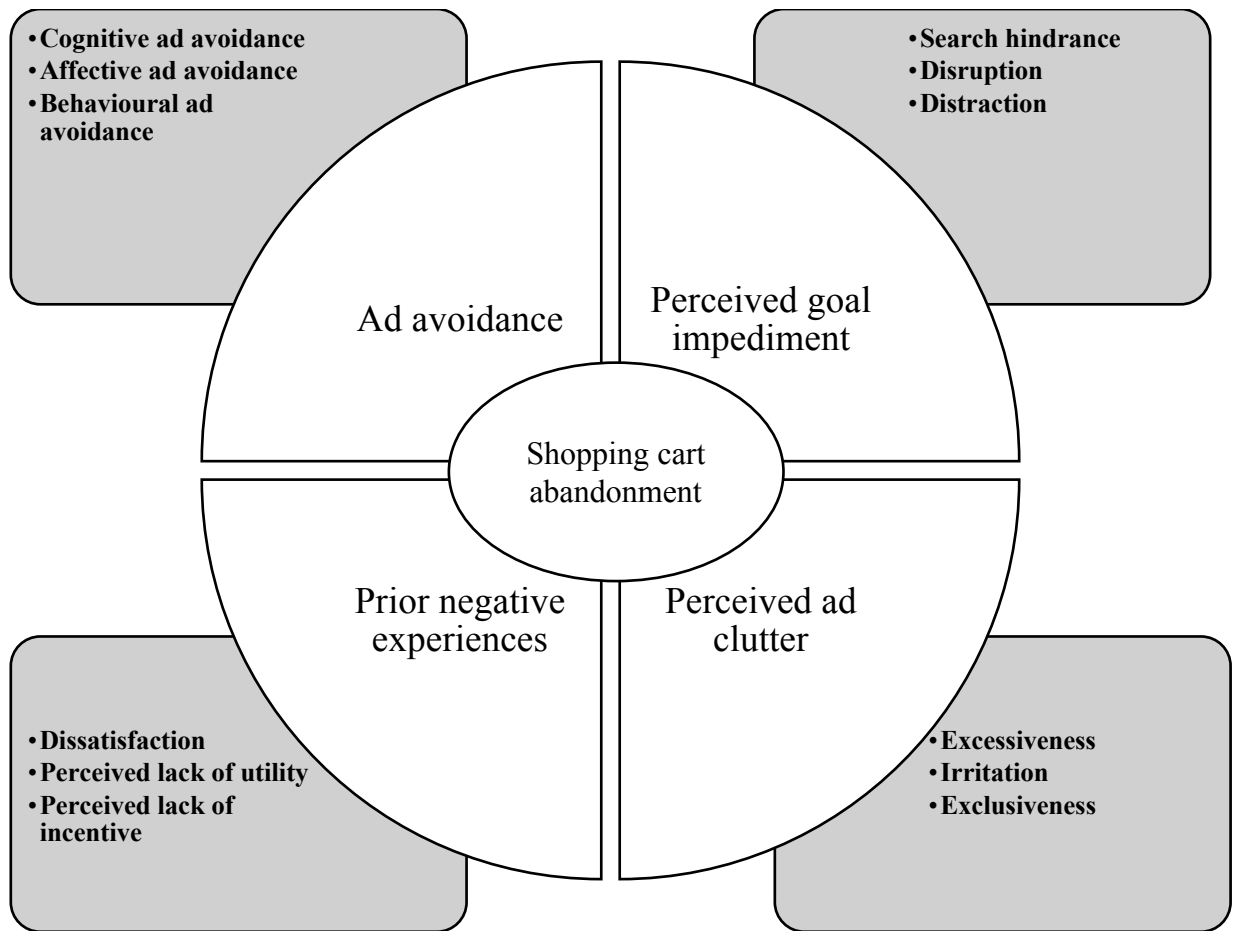 •Cognitive ad avoidance
•Affective ad avoidance
•Behavioural ad
avoidance
•Search hindrance
•Disruption
•Distraction
Ad avoidance
Perceived goal
impediment
Shopping cart
abandonment
Prior negative
experiences
Perceived ad
clutter
•Dissatisfaction
•Perceived lack of utility
•Perceived lack of
incentive
•Excessiveness
•Irritation
•Exclusiveness